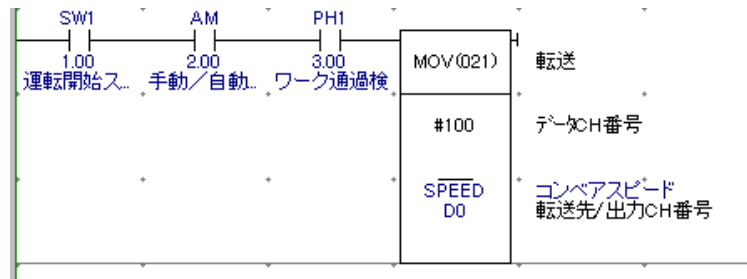 SW1 AM PH1
1.00 2.00 3.00
運転開始ス... 手動／自動... ワーク通過検
MOV(021) 転送
#100 ﾃﾞｰﾀCH番号
SPEED コンベアスピード
D0 転送先/出力CH番号